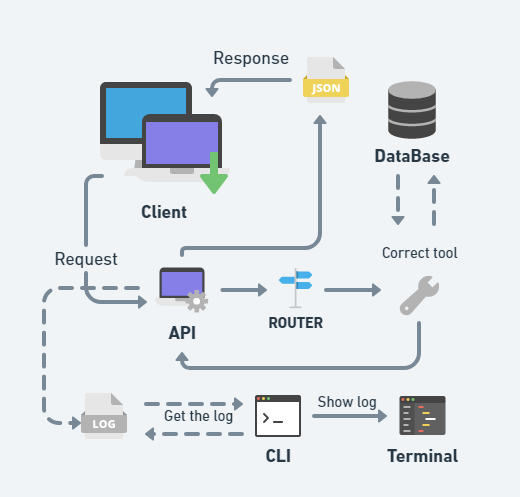 Response
JSON
DataBase
Client
Correct tool
Request
API
ROUTER
LOG
Get the log
Show log
CLI
Terminal